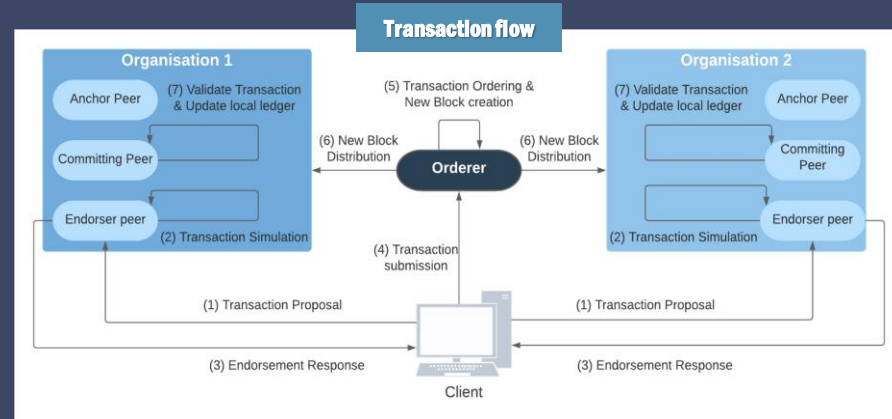 Transaction flow
Organisation 1
Anchor Peer
(7) Validate Transaction
& Update local ledger
Committing Peer
Endorser peer
(2) Transaction Simulation
(5) Transaction Ordering &
New Block creation
(6) New Block
Distribution
Orderer
(6) New Block
Distribution
Organisation 2
(7) Validate Transaction
& Update local ledger
Anchor Peer
Committing
Peer
Endorser peer
(2) Transaction Simulation
(4) Transaction
submission
(1) Transaction Proposal
(1) Transaction Proposal
(3) Endorsement Response
(3) Endorsement Response
Client